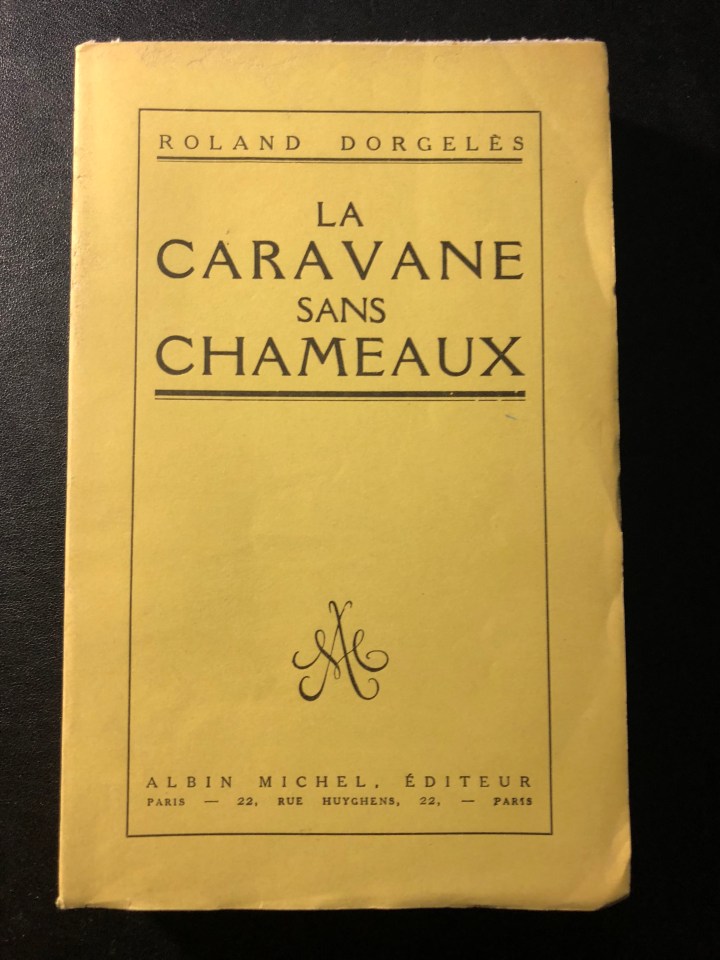 ROLAND DORGELÈS
LA
CARAVANE
SANS
CHAMEAUX
ALBIN MICHEL, ÉDITEUR
PARIS — 22, RUE HUYGHENS, 22, — PARIS